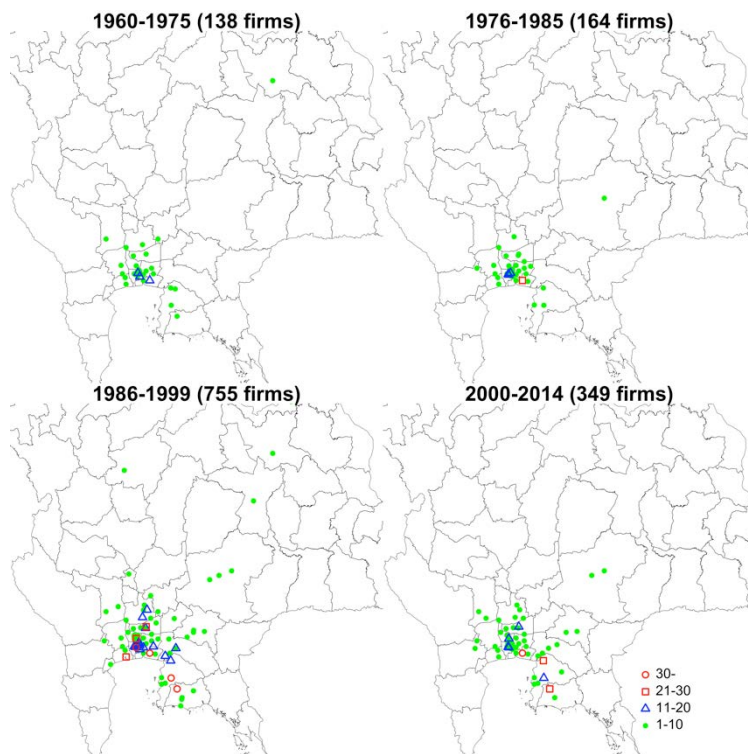 1960-1975 (138 firms)
1976-1985 (164 firms)
1986-1999 (755 firms)
2000-2014 (349 firms)
30-
21-30
11-20
1-10